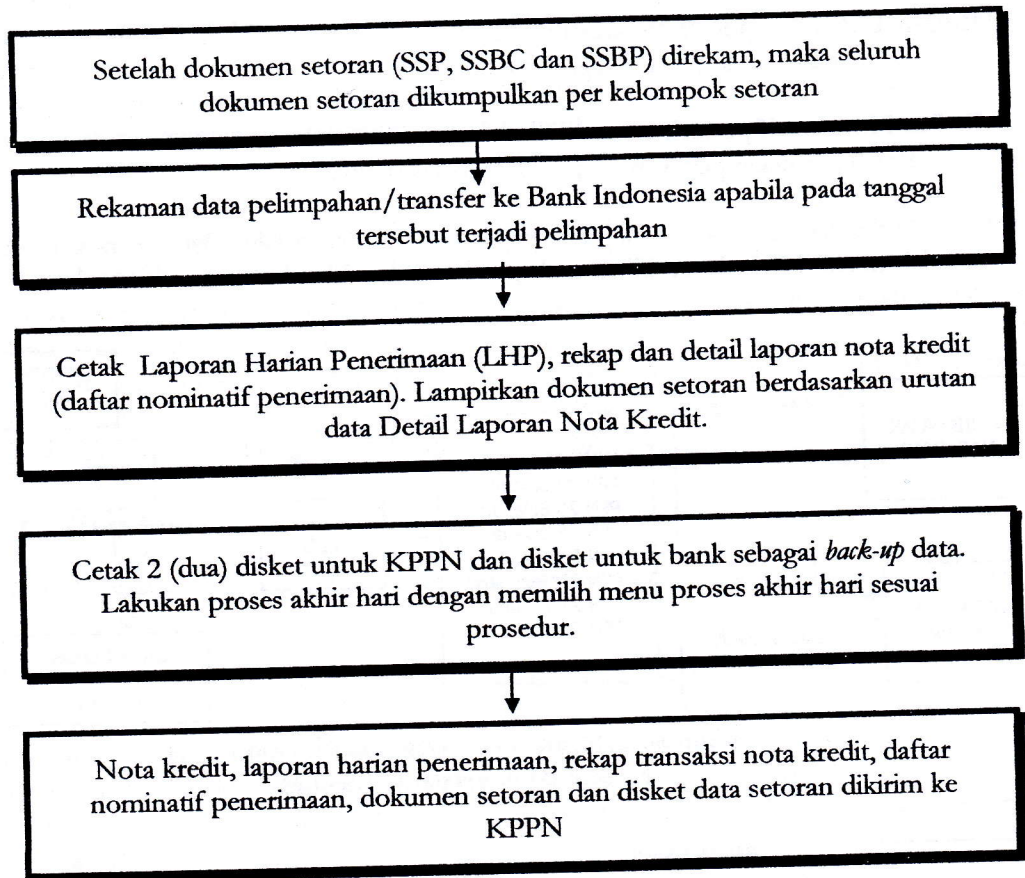 Setelah dokumen setoran (SSP, SSBC dan SSBP) direkam, maka seluruh
dokumen setoran dikumpulkan per kelompok setoran
Rekaman data pelimpahan/transfer ke Bank Indonesia apabila pada tanggal
tersebut terjadi pelimpahan
Cetak Laporan Harian Penerimaan (LHP), rekap dan detail laporan nota kredit
(daftar nominatif penerimaan). Lampirkan dokumen setoran berdasarkan urutan
data Detail Laporan Nota Kredit.
Cetak 2 (dua) disket untuk KPPN dan disket untuk bank sebagai back-up data.
Lakukan proses akhir hari dengan memilih menu proses akhir hari sesuai
prosedur.
Nota kredit, laporan harian penerimaan, rekap transaksi nota kredit, daftar
nominatif penerimaan, dokumen setoran dan disket data setoran dikirim ke
KPPN